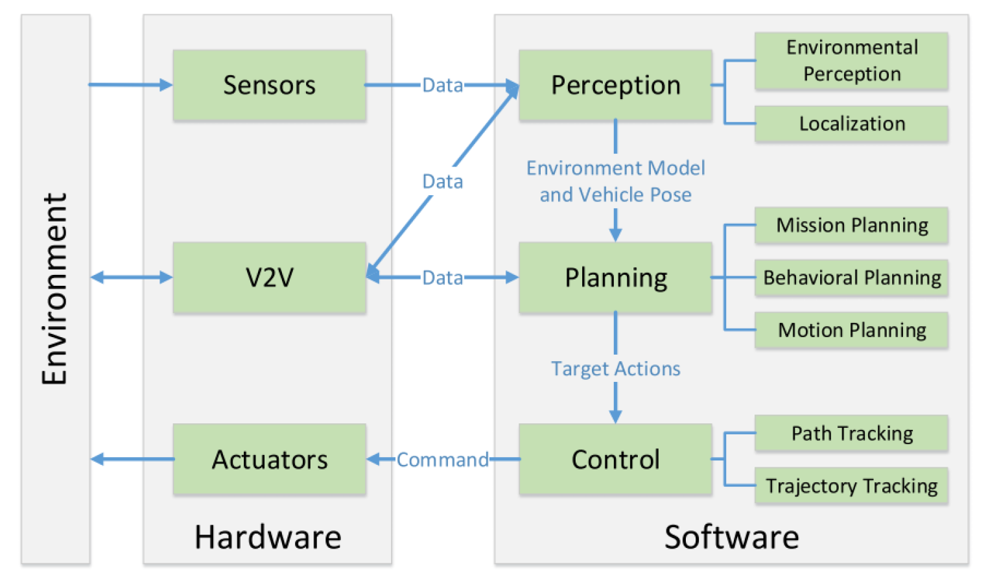 Environment
Sensors
Data
Perception
Environmental
Perception
Localization
Data
Environment Model
and Vehicle Pose
V2V
Data
Planning
Mission Planning
Behavioral Planning
Motion Planning
Target Actions
Actuators
Command
Control
Path Tracking
Trajectory Tracking
Hardware
Software